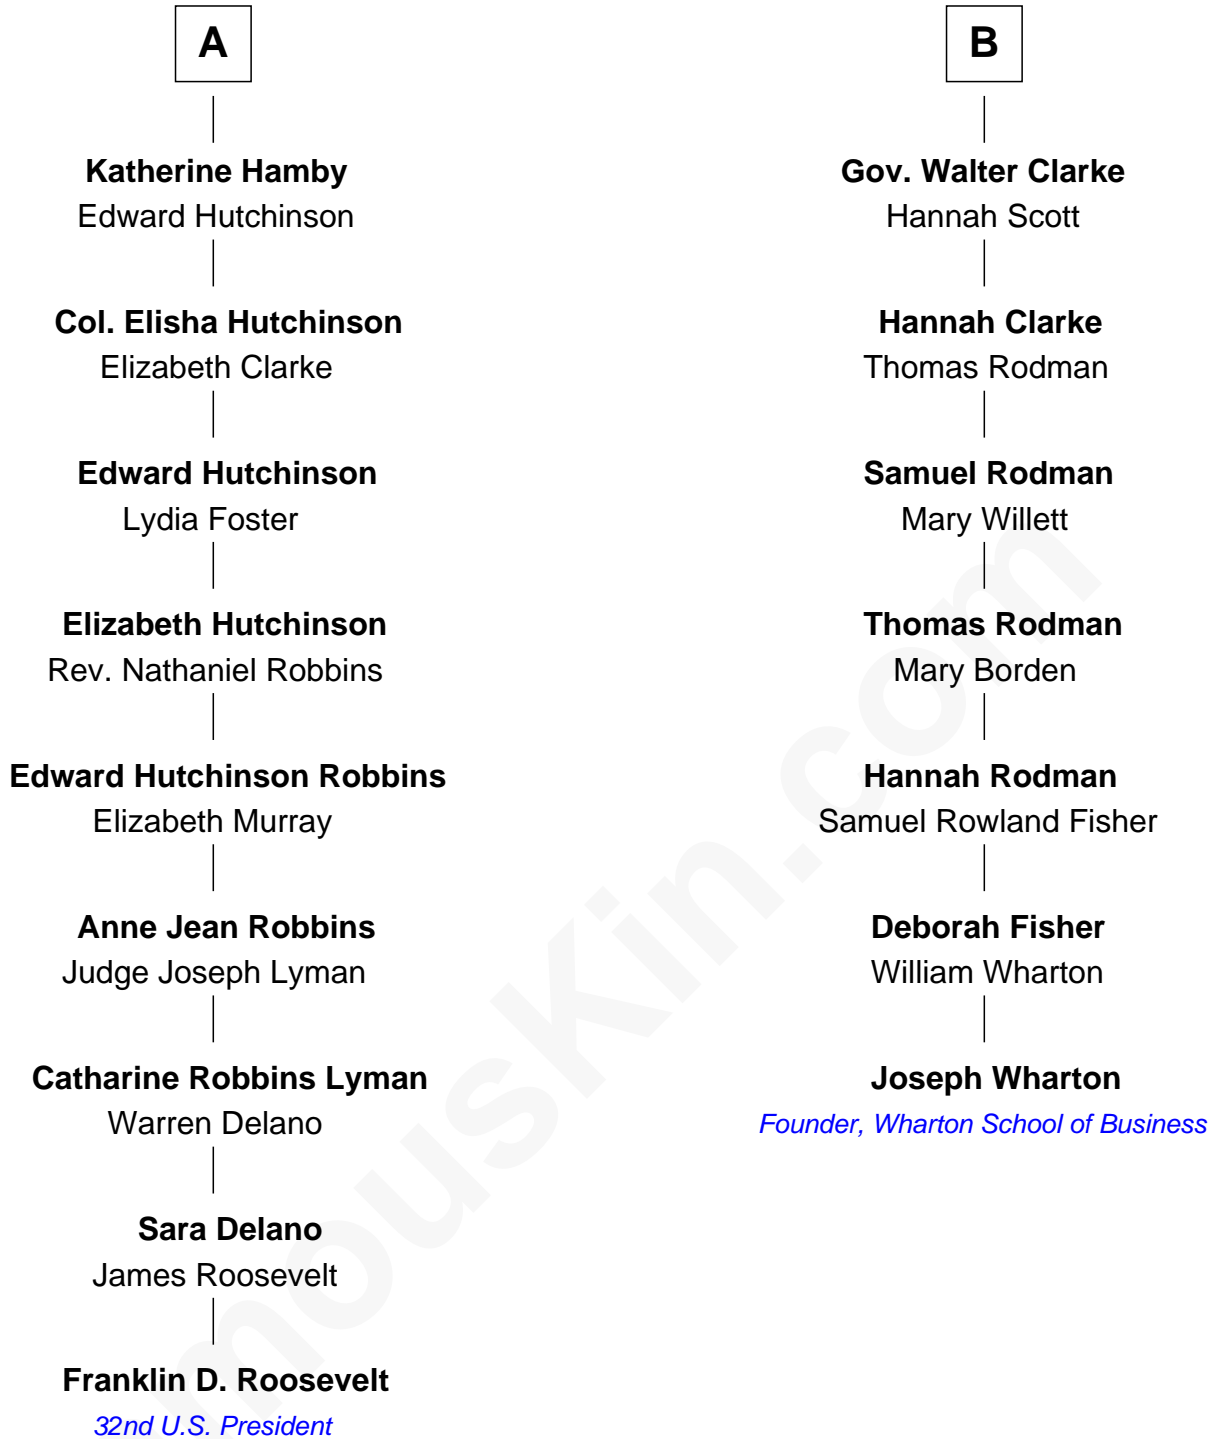 A
Katherine Hamby
Edward Hutchinson
Col. Elisha Hutchinson
Elizabeth Clarke
Edward Hutchinson
Lydia Foster
Elizabeth Hutchinson
Rev. Nathaniel Robbins
Edward Hutchinson Robbins
Elizabeth Murray
Anne Jean Robbins
Judge Joseph Lyman
Catharine Robbins Lyman
Warren Delano
Sara Delano
James Roosevelt
Franklin D. Roosevelt
32nd U.S. President
B
Gov. Walter Clarke
Hannah Scott
Hannah Clarke
Thomas Rodman
Samuel Rodman
Mary Willett
Thomas Rodman
Mary Borden
Hannah Rodman
Samuel Rowland Fisher
Deborah Fisher
William Wharton
Joseph Wharton
Founder, Wharton School of Business
mousKin.com